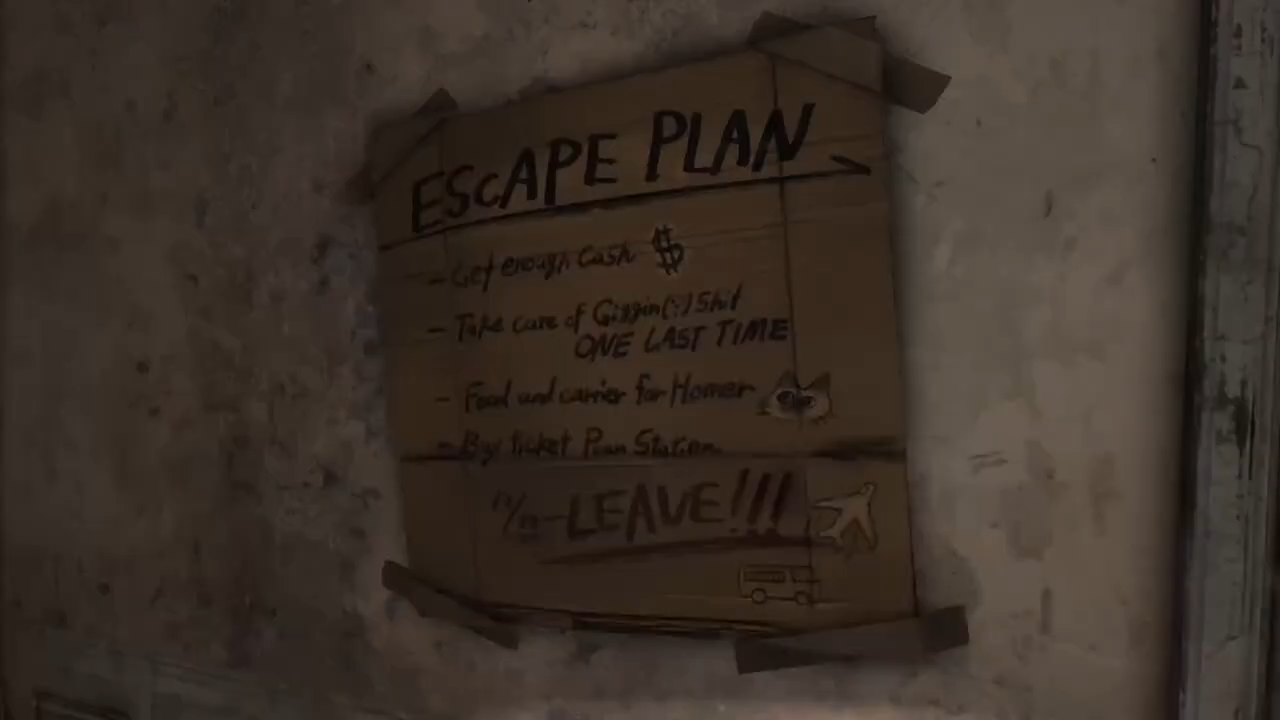 ESCAPE PLAN
- Get enough Cash $
- Take care of Giggin(:) Shit
ONE LAST TIME
- Food and carrier for Homer
- Buy ticket Station
LEAVE!!!